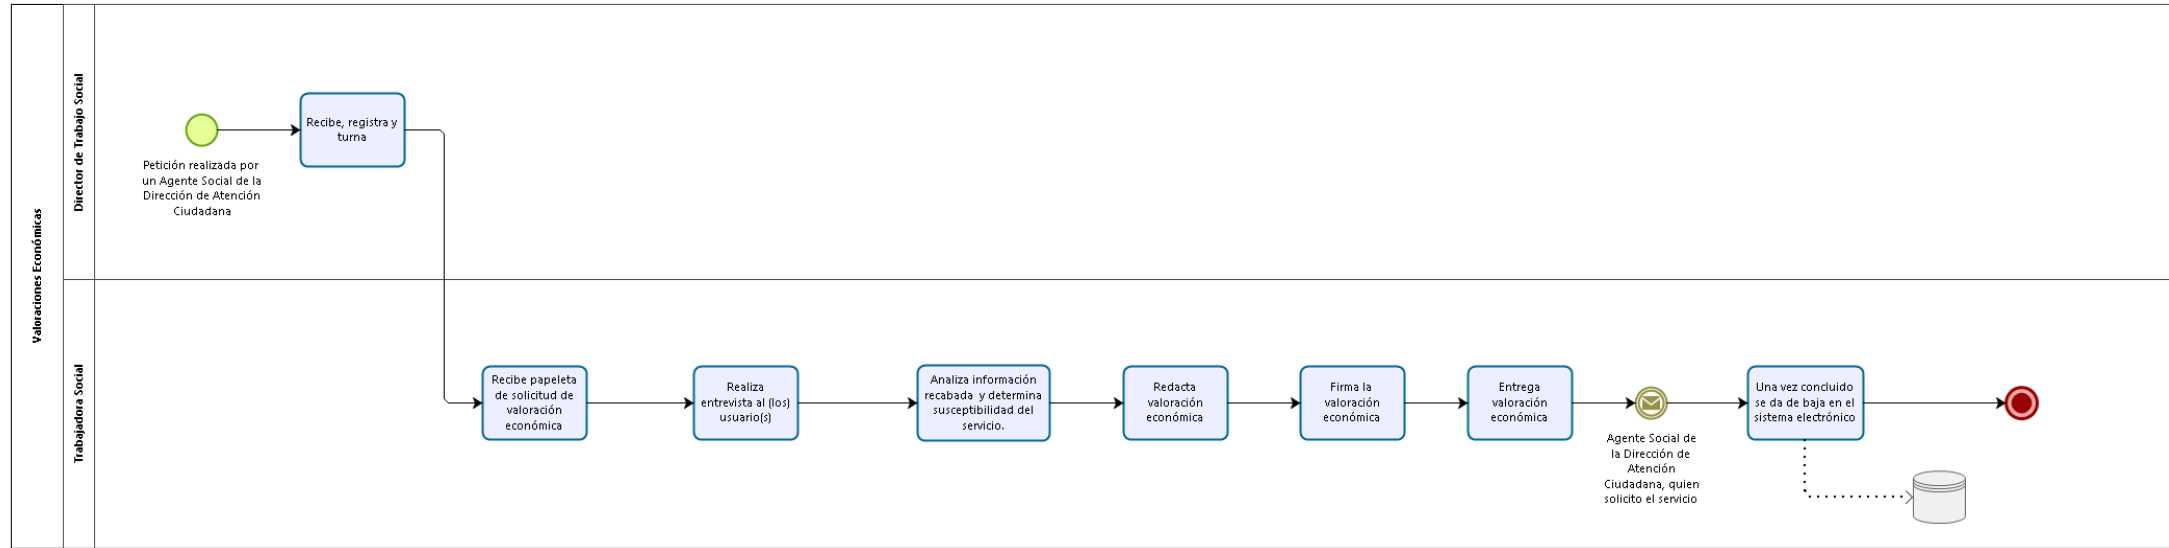 Valoraciones Económicas
Director de Trabajo Social
Petición realizada por
un Agente Social de la
Dirección de Atención
Ciudadana
Recibe, registra y
turna
Trabajadora Social
Recibe papeleta
de solicitud de
valoración
económica
Realiza
entrevista al (los)
usuario(s)
Analiza información
recabada y determina
susceptibilidad del
servicio.
Redacta
valoración
económica
Firma la
valoración
económica
Entrega
valoración
económica
Agente Social de
la Dirección de
Atención
Ciudadana, quien
solicito el servicio
Una vez concluido
se da de baja en el
sistema electrónico